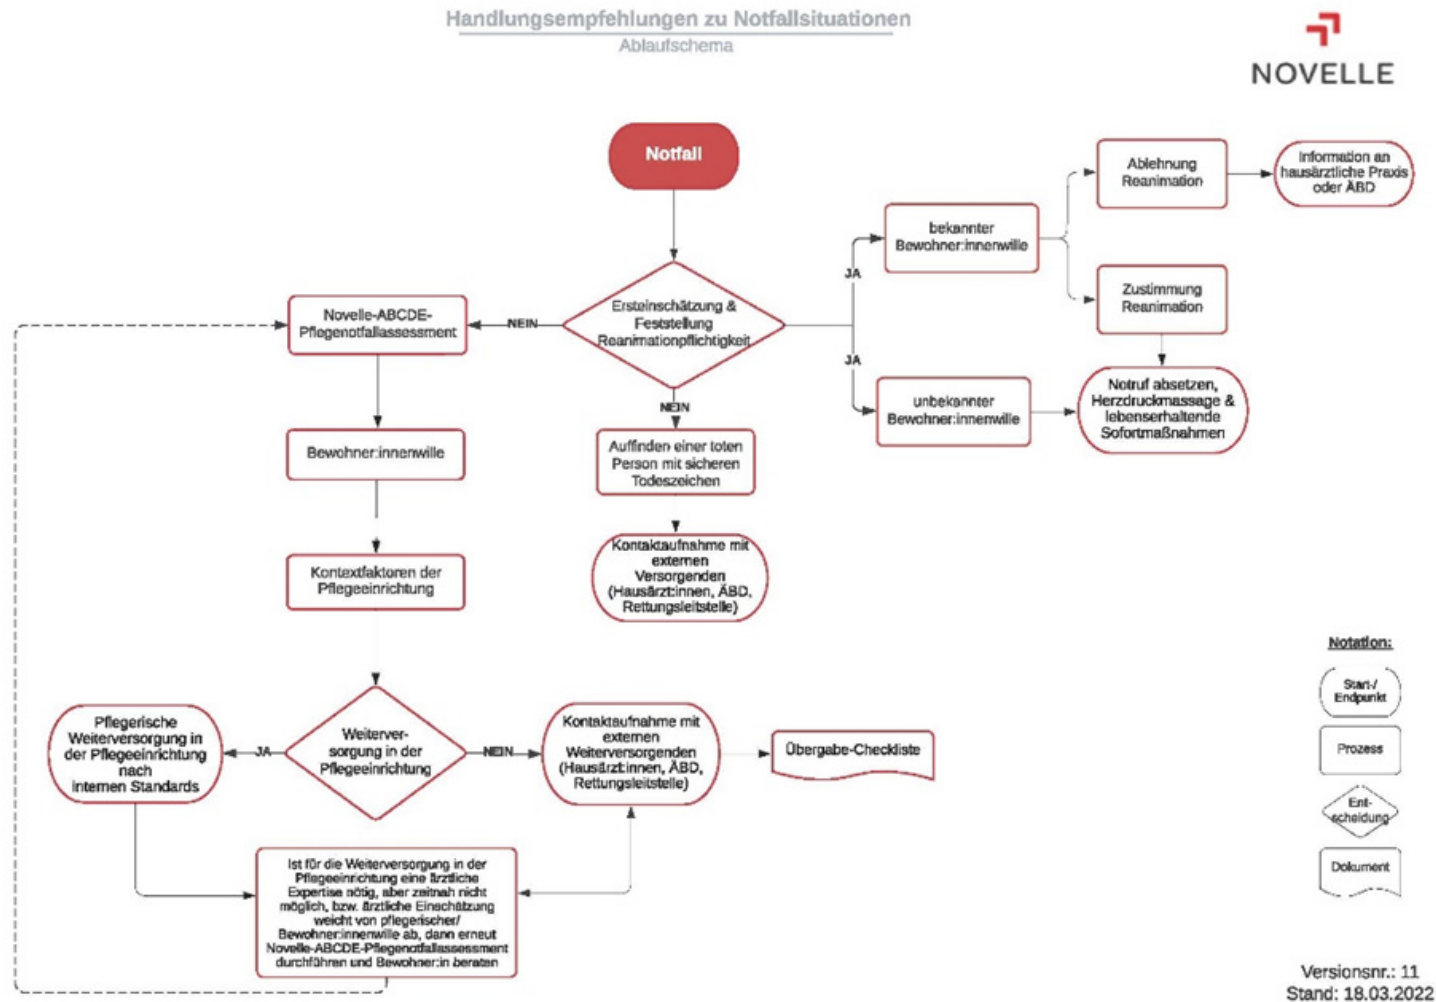 Handlungsempfehlungen zu Notfallsituationen
Ablaufschema
NOVELLE
Notfall
Ersteinschätzung &
Feststellung
Reanimationpflichtigkeit
NEIN
NEIN
JA
JA
bekannter
Bewohner:innenwille
Ablehnung
Reanimation
Information an
hausärztliche Praxis
oder ÄBD
Zustimmung
Reanimation
unbekannter
Bewohner:innenwille
Notruf absetzen,
Herzdruckmassage &
lebenserhaltende
Sofortmaßnahmen
Auffinden einer toten
Person mit sicheren
Todeszeichen
Kontaktaufnahme mit
externen
Versorgenden
(Hausärzt:innen, ÄBD,
Rettungsleitstelle)
Novelle-ABCDE-
Pflegenotfallassessment
Bewohner:innenwille
Kontextfaktoren der
Pflegeeinrichtung
Weiterver-
sorgung in der
Pflegeeinrichtung
JA
NEIN
Pflegerische
Weiterversorgung in
der Pflegeeinrichtung
nach
internen Standards
Kontaktaufnahme mit
externen
Weiterversorgenden
(Hausärzt:innen, ÄBD,
Rettungsleitstelle)
Übergabe-Checkliste
Ist für die Weiterversorgung in der
Pflegeeinrichtung eine ärztliche
Expertise nötig, aber zeitnah nicht
möglich, bzw. ärztliche Einschätzung
weicht von pflegerischer/
Bewohner:innenwille ab, dann erneut
Novelle-ABCDE-Pflegenotfallassessment
durchführen und Bewohner:in beraten
Notation:
Start-/
Endpunkt
Prozess
Ent-
scheidung
Dokument
Versionsnr.: 11
Stand: 18.03.2022